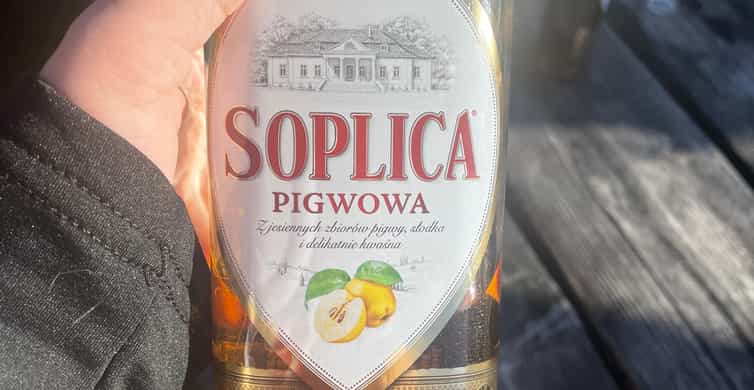 SOPLICA®
PIGWOWA
Z jesiennych zbiorów pigwy, słodka
i delikatnie kwaśna